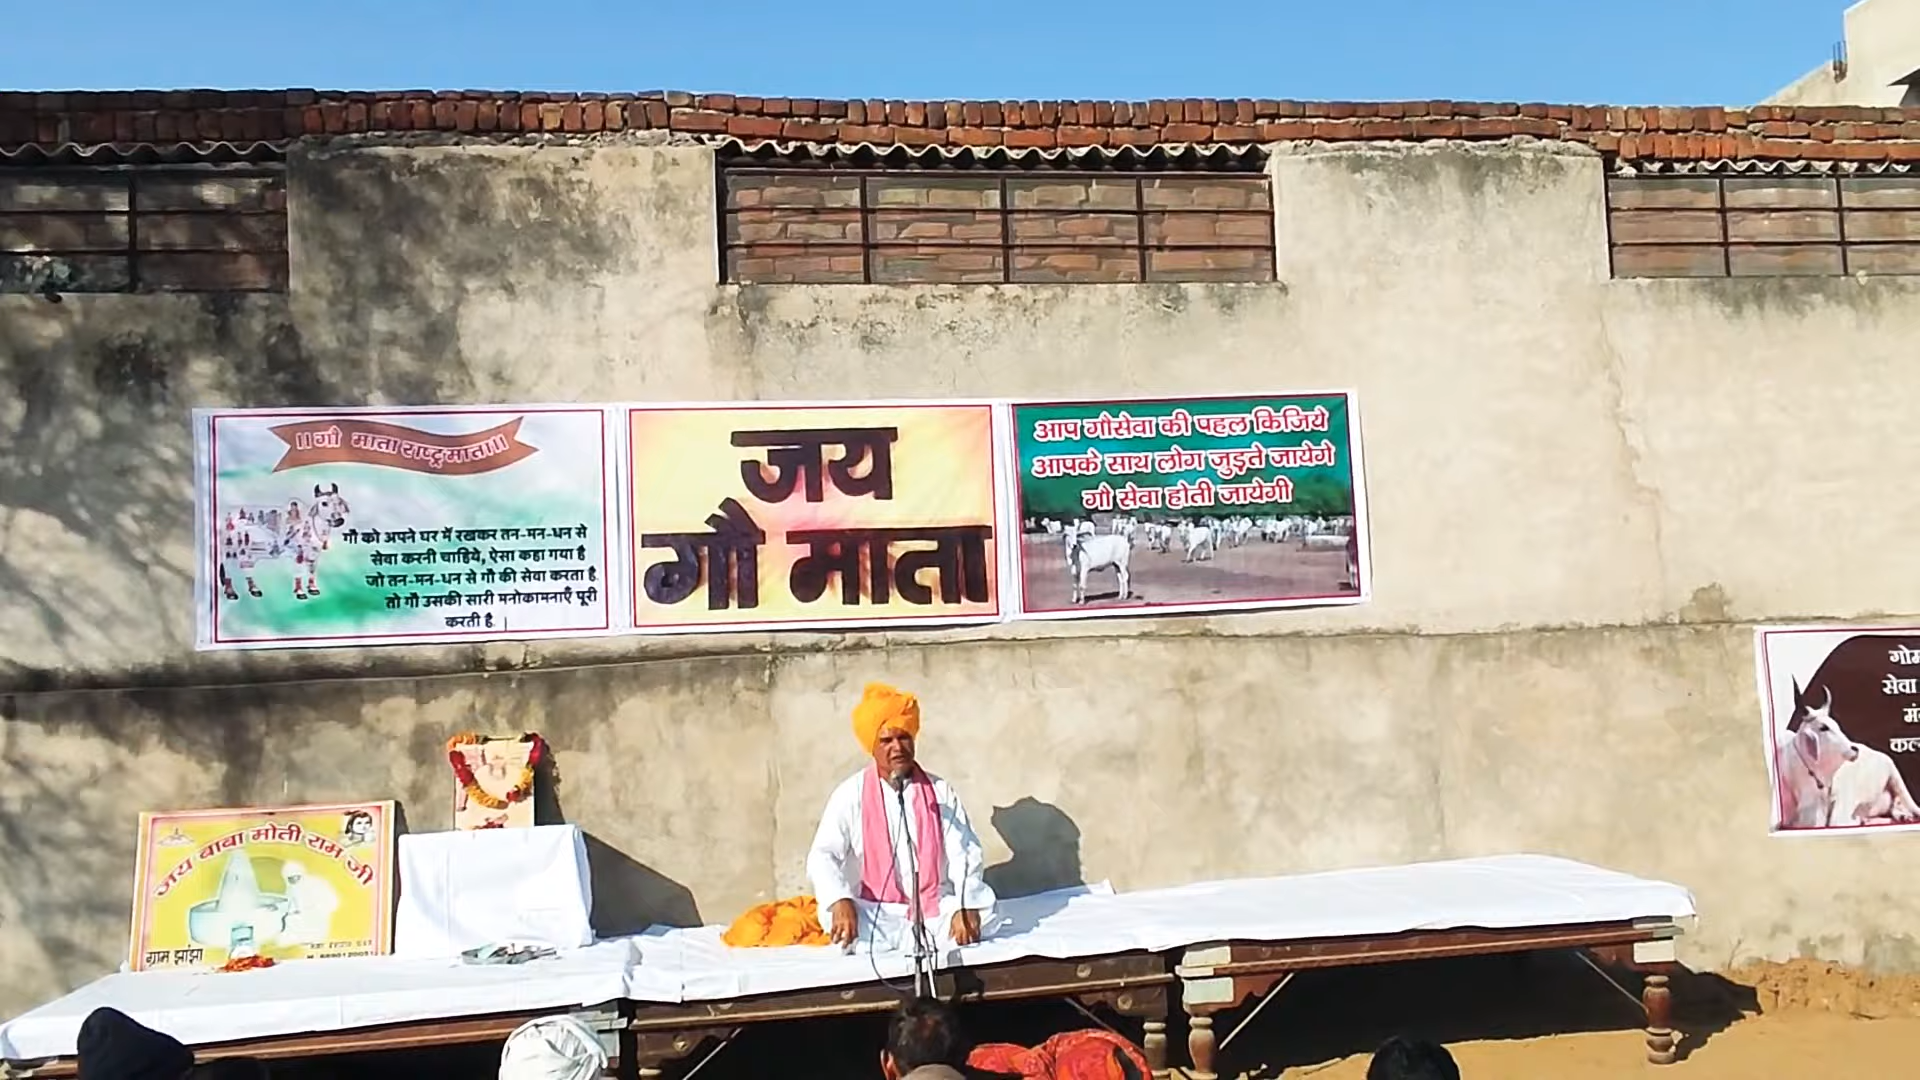 ।।गौ माता राष्ट्रमाता।।
गौ को अपने घर में रखकर तन-मन-धन से
सेवा करनी चाहिये, ऐसा कहा गया है
जो तन-मन-धन से गौ की सेवा करता है.
तो गौ उसकी सारी मनोकामनाएँ पूरी
करती है. |
जय
गौ माता
आप गौसेवा की पहल किजिये
आपके साथ लोग जुड़ते जायेगे
गौ सेवा होती जायेगी
सेवा
जय बाबा मोती राम जी
ग्राम झांझा